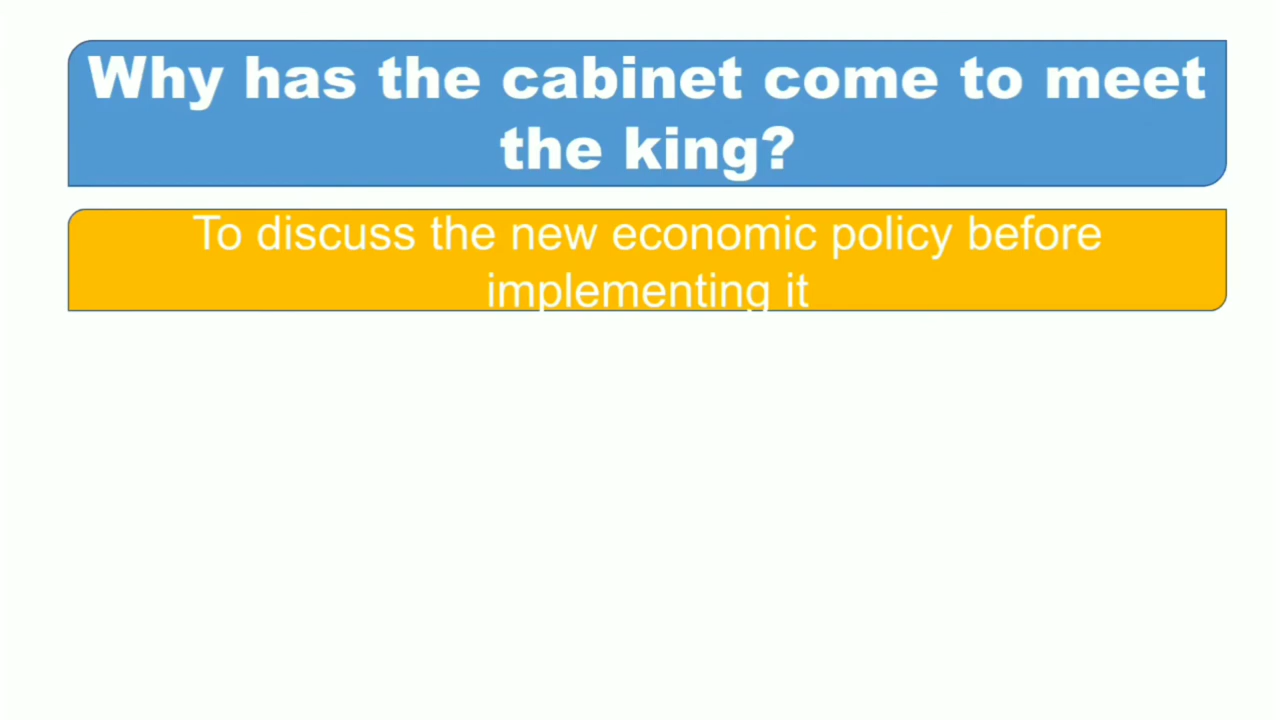 Why has the cabinet come to meet
the king?
To discuss the new economic policy before
implementing it